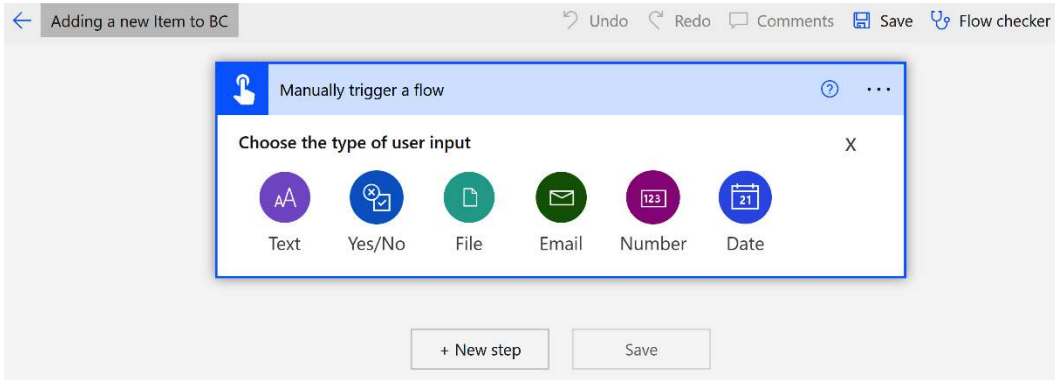 Adding a new Item to BC Undo Redo Comments Save Flow checker
Manually trigger a flow ? ...
Choose the type of user input X
AA 123 21
Text Yes/No File Email Number Date
+ New step Save